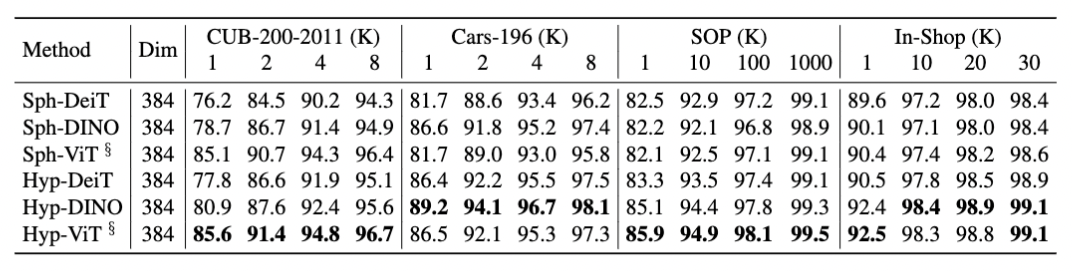 Method Dim CUB-200-2011 (K) Cars-196 (K) SOP (K) In-Shop (K)
1 2 4 8 1 2 4 8 1 10 100 1000 1 10 20 30
Sph-DeiT 384 76.2 84.5 90.2 94.3 81.7 88.6 93.4 96.2 82.5 92.9 97.2 99.1 89.6 97.2 98.0 98.4
Sph-DINO 384 78.7 86.7 91.4 94.9 86.6 91.8 95.2 97.4 82.2 92.1 96.8 98.9 90.1 97.1 98.0 98.4
Sph-ViT § 384 85.1 90.7 94.3 96.4 81.7 89.0 93.0 95.8 82.1 92.5 97.1 99.1 90.4 97.4 98.2 98.6
Hyp-DeiT 384 77.8 86.6 91.9 95.1 86.4 92.2 95.5 97.5 83.3 93.5 97.4 99.1 90.5 97.8 98.5 98.9
Hyp-DINO 384 80.9 87.6 92.4 95.6 89.2 94.1 96.7 98.1 85.1 94.4 97.8 99.3 92.4 98.4 98.9 99.1
Hyp-ViT § 384 85.6 91.4 94.8 96.7 86.5 92.1 95.3 97.3 85.9 94.9 98.1 99.5 92.5 98.3 98.8 99.1